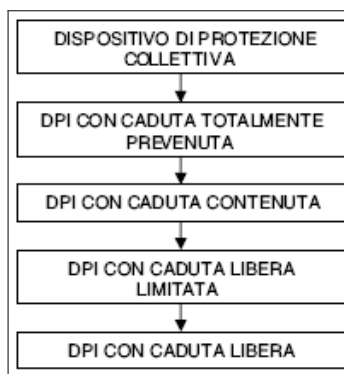 DISPOSITIVO DI PROTEZIONE
COLLETTIVA
DPI CON CADUTA TOTALMENTE
PREVENUTA
DPI CON CADUTA CONTENUTA
DPI CON CADUTA LIBERA
LIMITATA
DPI CON CADUTA LIBERA